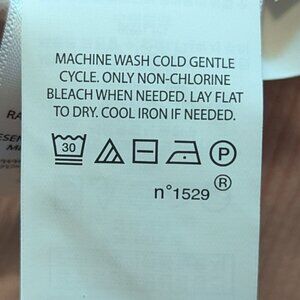 MACHINE WASH COLD GENTLE
CYCLE. ONLY NON-CHLORINE
BLEACH WHEN NEEDED. LAY FLAT
TO DRY. COOL IRON IF NEEDED.
30 P
n°1529 ®